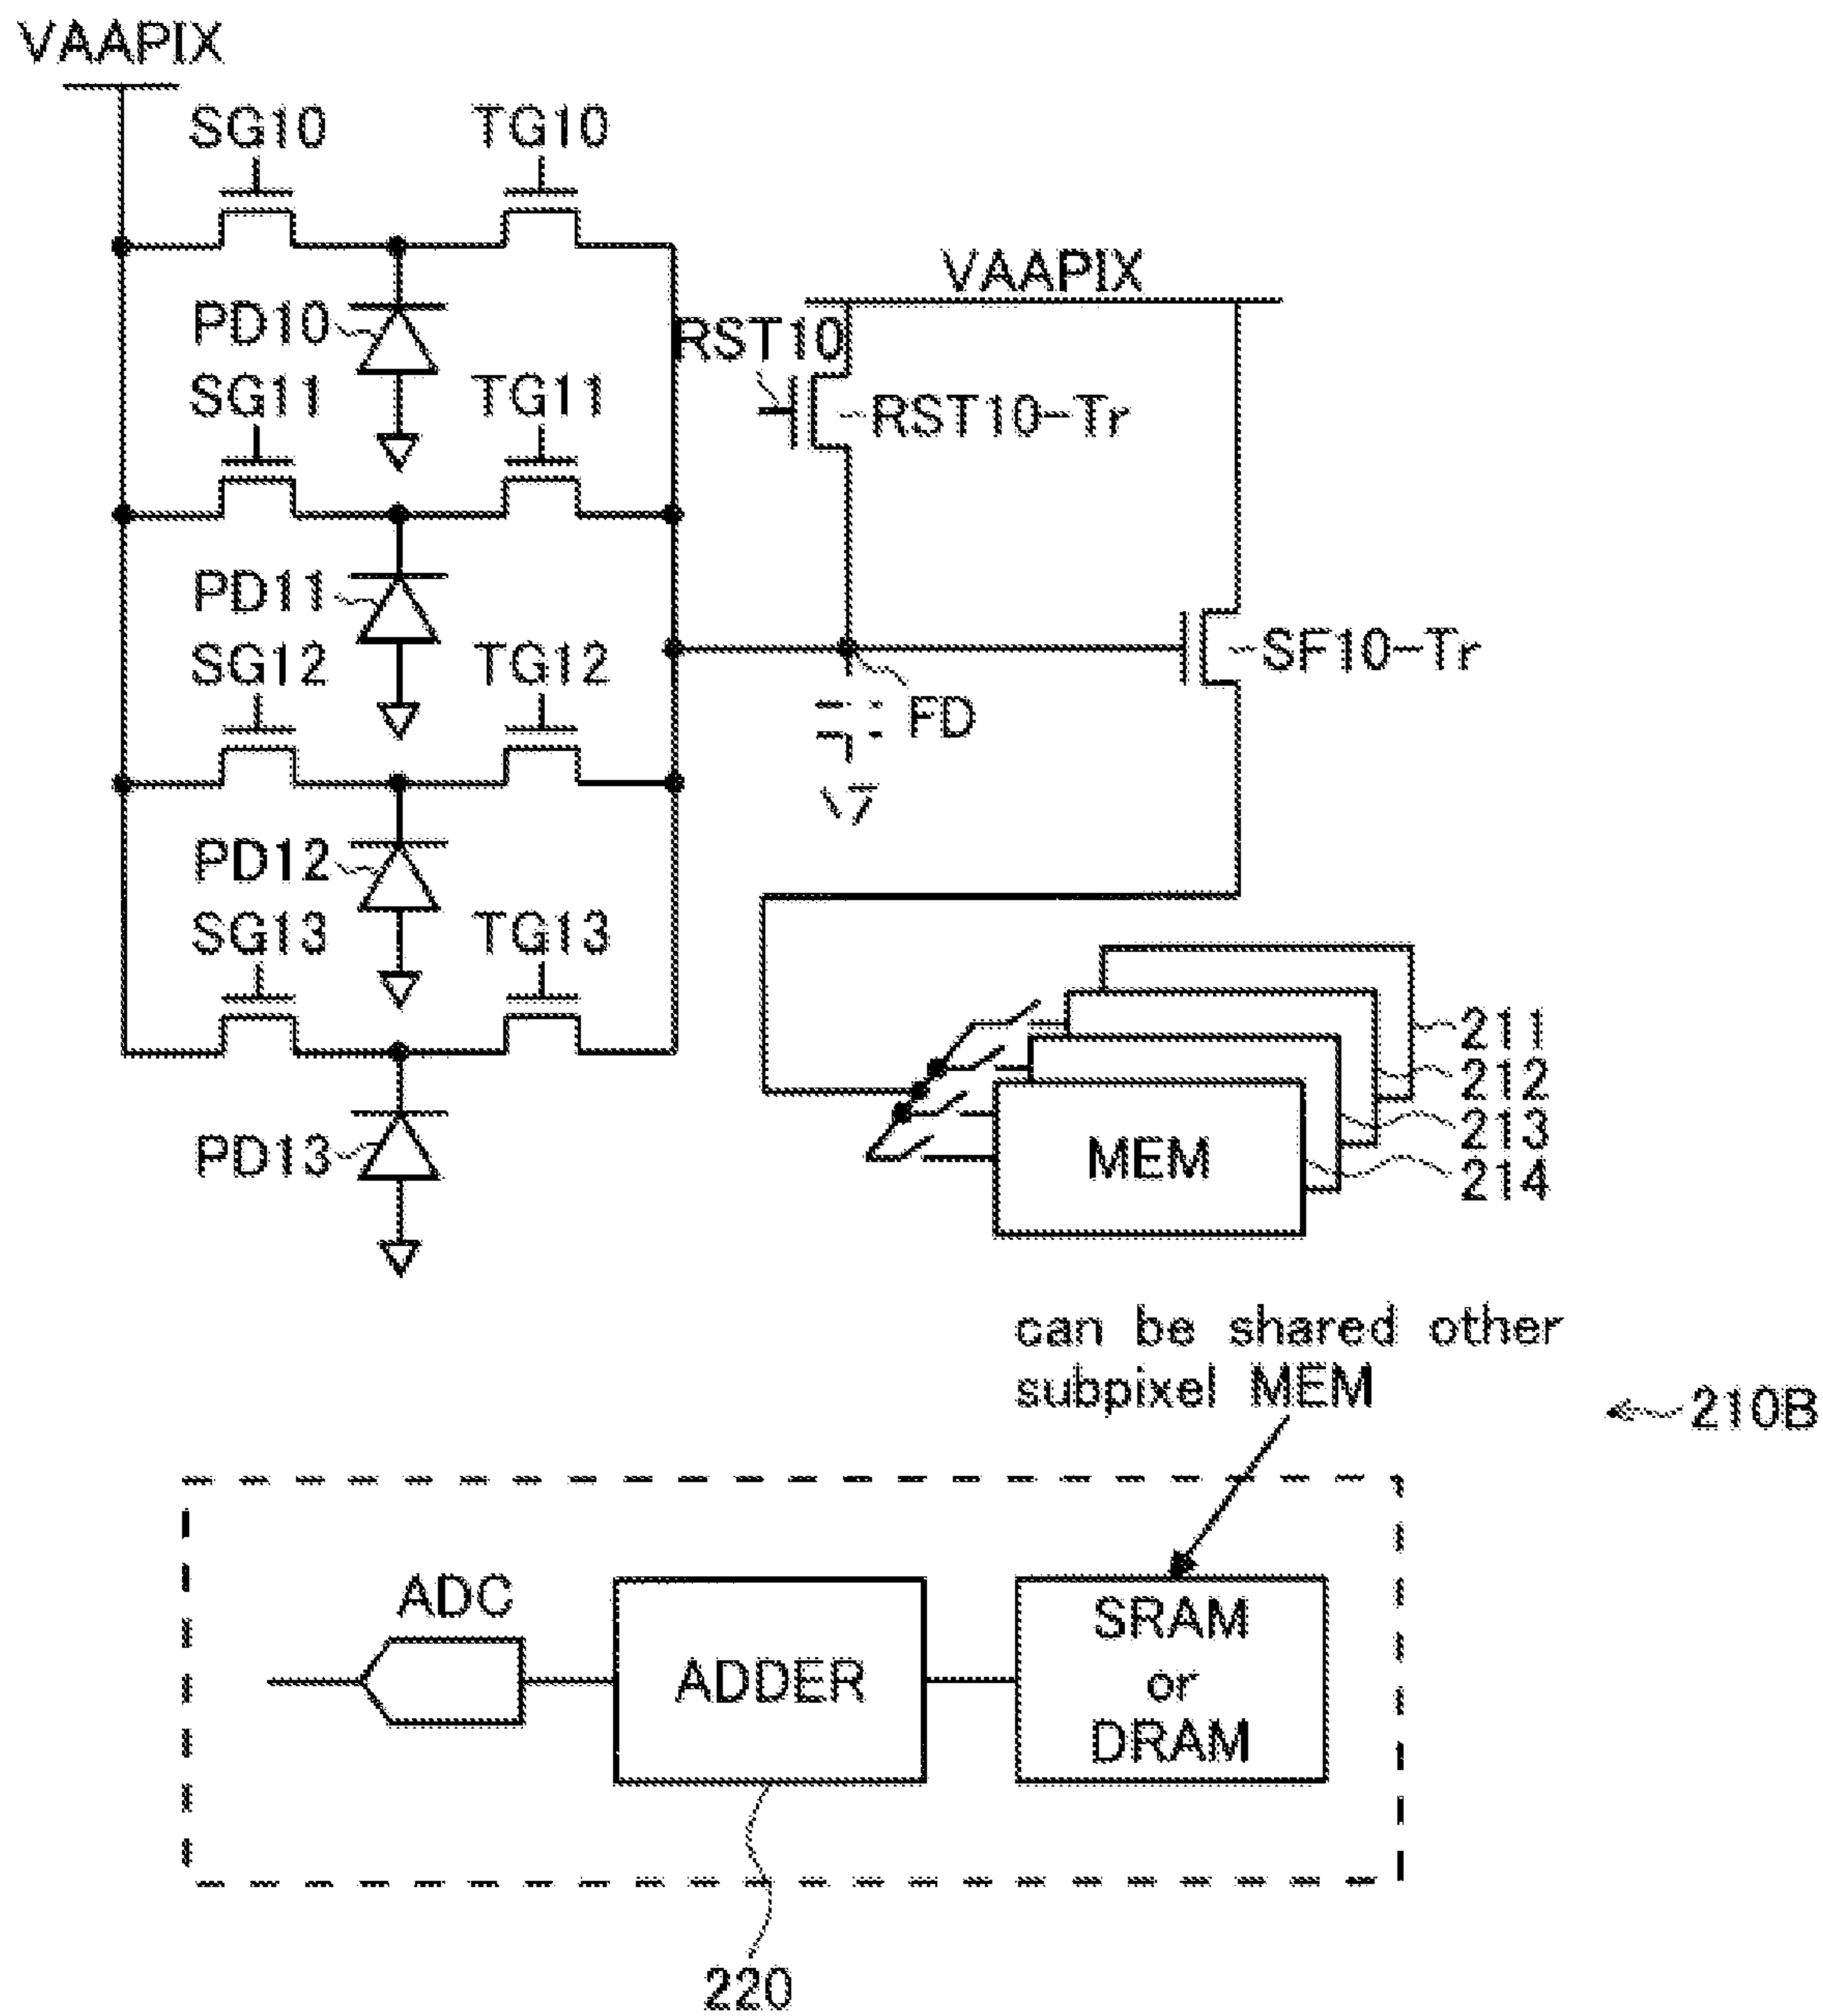 VAAPIX
SG10
TG10
VAAPIX
PD10
RST10
SG11
TG11
RST10-Tr
PD11
SG12
TG12
SF10-Tr
FD
PD12
SG13
TG13
211
212
213
214
PD13
MEM
can be shared other
subpixel MEM
210B
ADC
ADDER
SRAM
or
DRAM
220